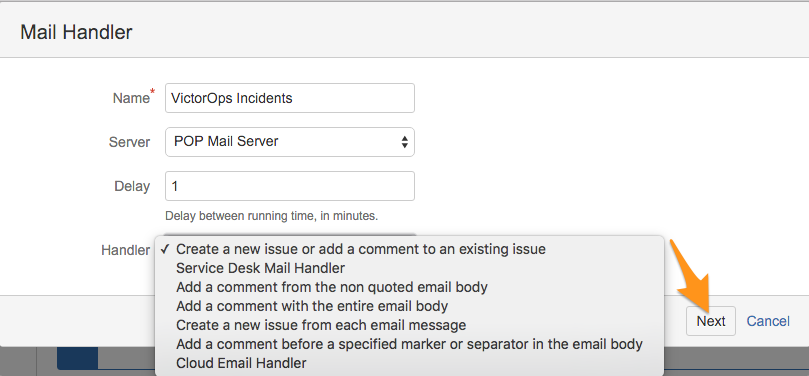 Mail Handler
Name*
VictorOps Incidents
Server
POP Mail Server
Delay
1
Delay between running time, in minutes.
Handler
✓ Create a new issue or add a comment to an existing issue
Service Desk Mail Handler
Add a comment from the non quoted email body
Add a comment with the entire email body
Create a new issue from each email message
Add a comment before a specified marker or separator in the email body
Cloud Email Handler
Next
Cancel